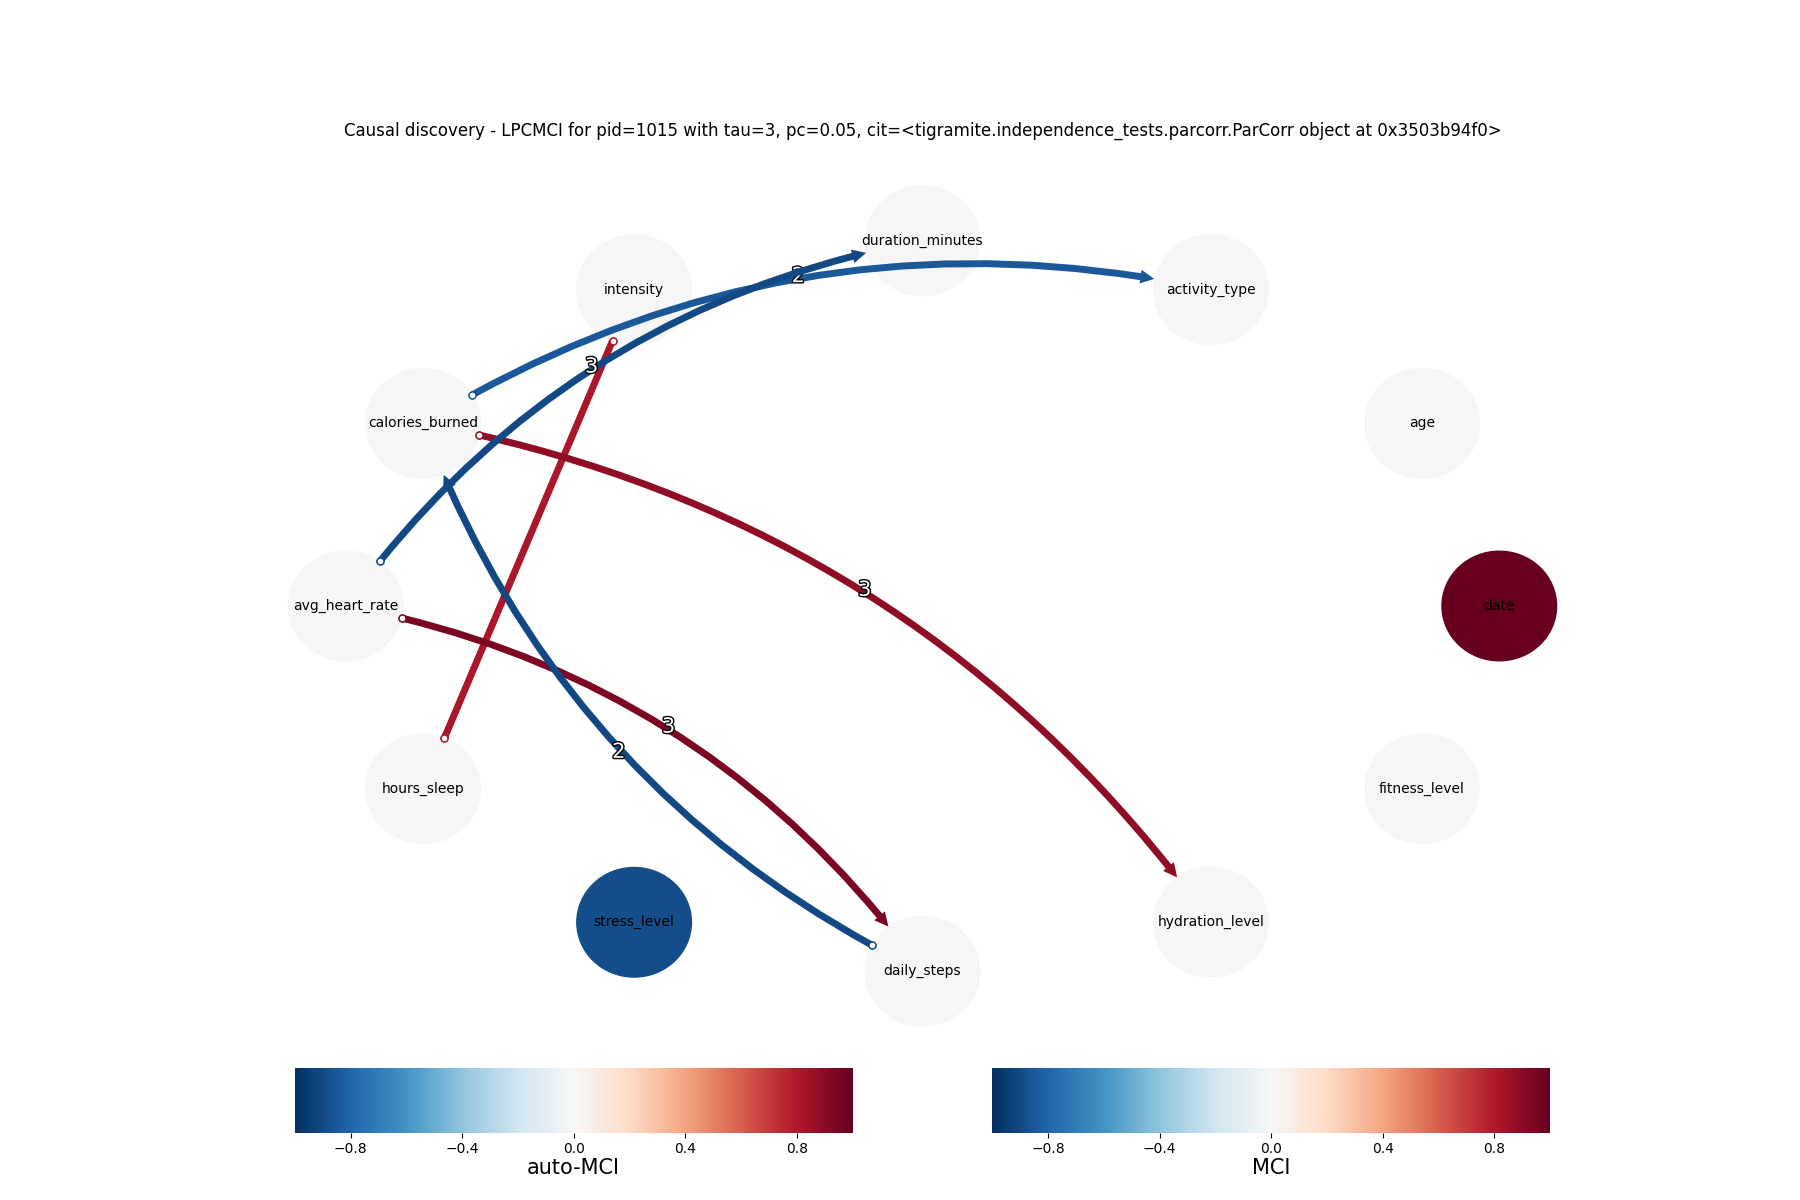 Causal discovery - LPCMCI for pid=1015 with tau=3, pc=0.05, cit=<tigramite.independence_tests.parcorr.ParCorr object at 0x3503b94f0>
duration_minutes
intensity
activity_type
2
3
calories_burned
age
3
avg_heart_rate
date
3
2
hours_sleep
fitness_level
stress_level
hydration_level
daily_steps
−0.8 −0.4 0.0 0.4 0.8
auto-MCI
−0.8 −0.4 0.0 0.4 0.8
MCI